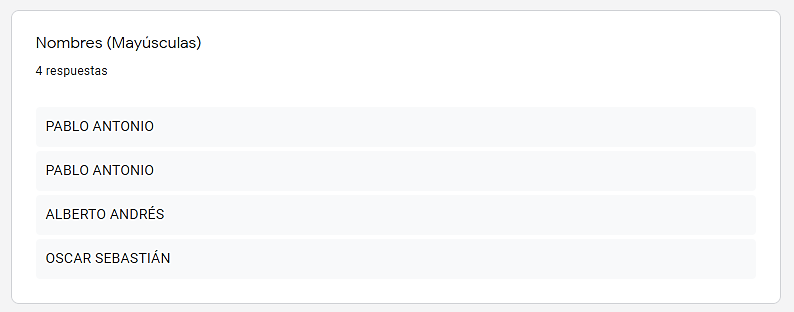 Nombres (Mayúsculas)
4 respuestas
PABLO ANTONIO
PABLO ANTONIO
ALBERTO ANDRÉS
OSCAR SEBASTIÁN